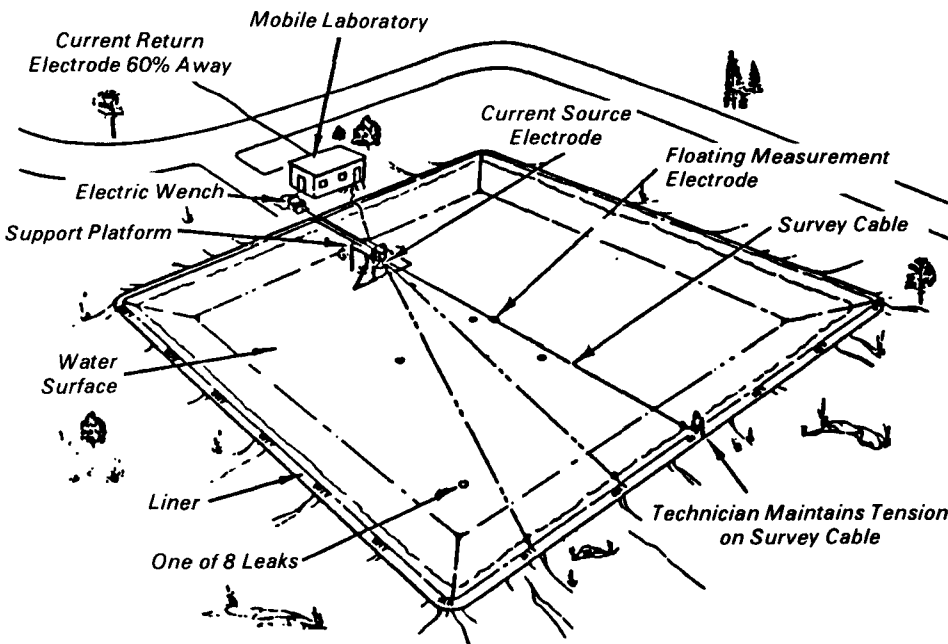 Mobile Laboratory
Current Return
Electrode 60% Away
Current Source
Electrode
Floating Measurement
Electrode
Electric Wench
Survey Cable
Support Platform
Water
Surface
Liner
Technician Maintains Tension
on Survey Cable
One of 8 Leaks